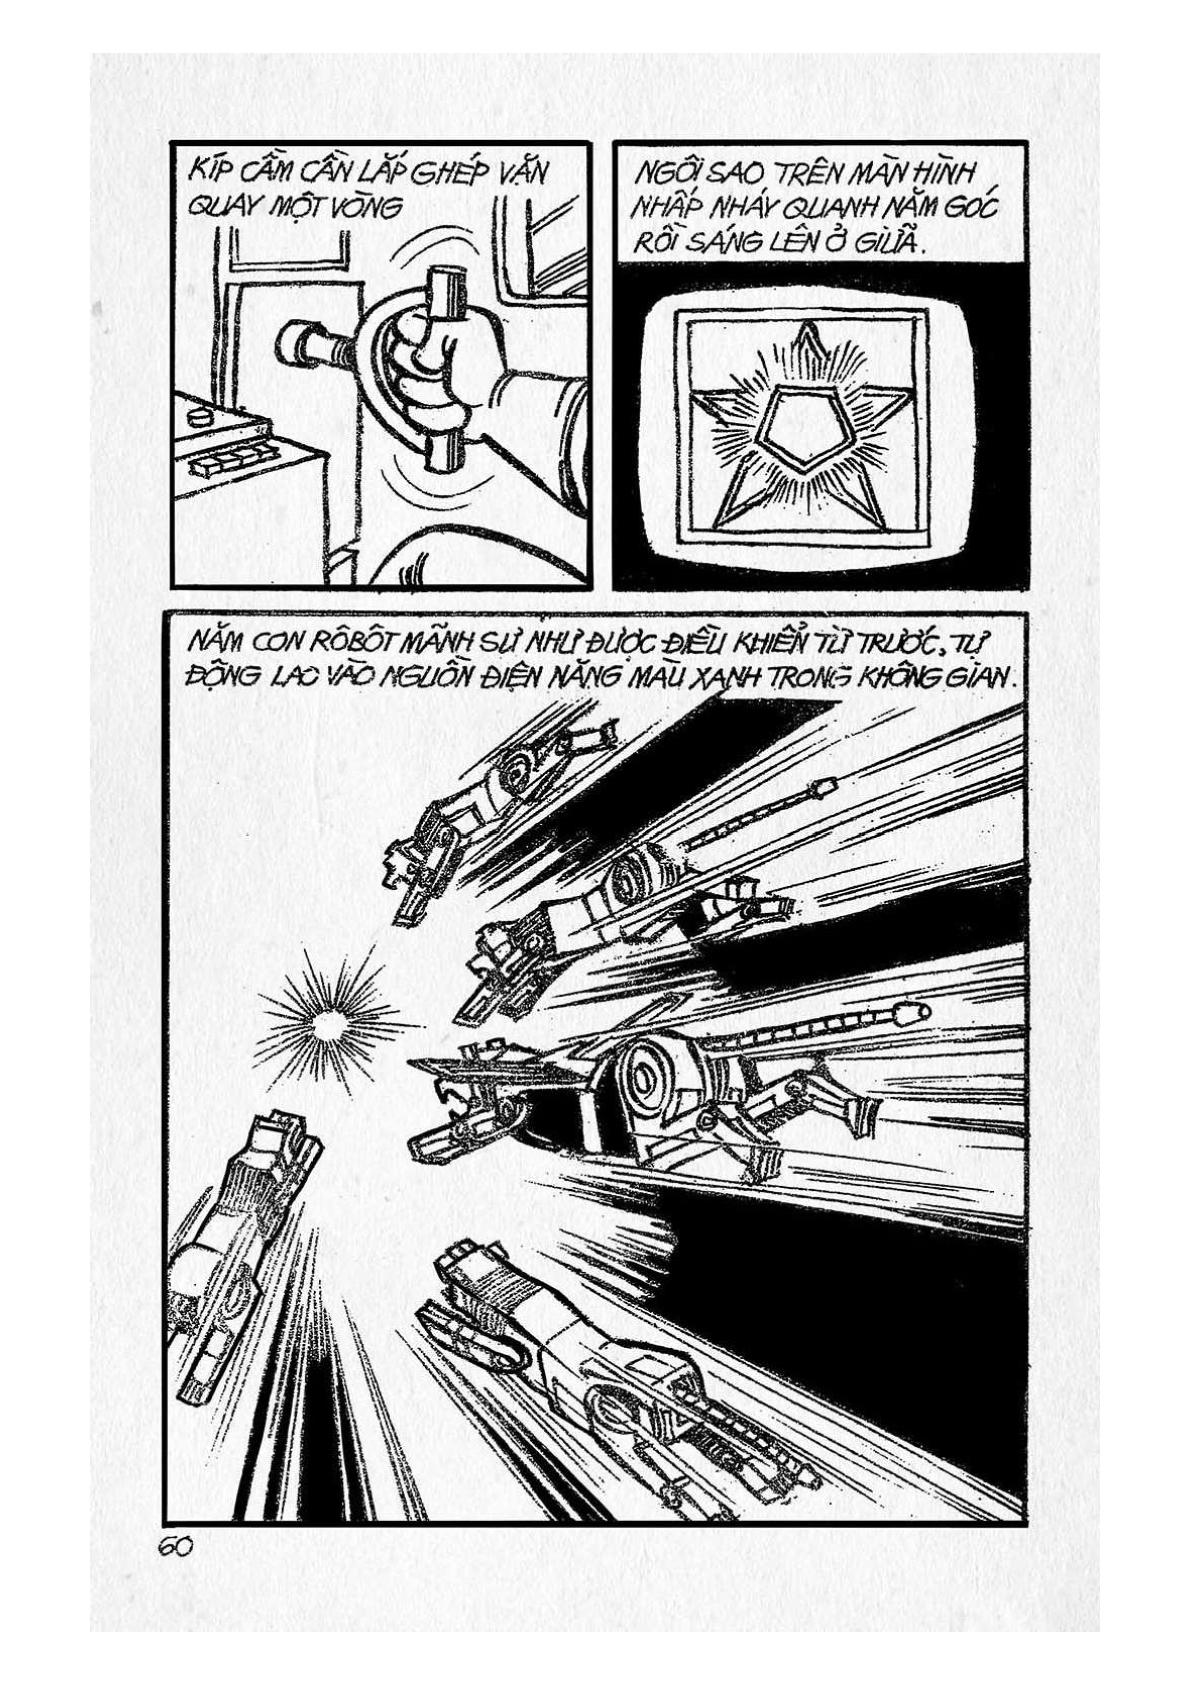 KÍP CẦM CẦN LẮP GHÉP VẶN
QUAY MỘT VÒNG
NGÔI SAO TRÊN MÀN HÌNH
NHẤP NHÁY QUANH NĂM GÓC
RỒI SÁNG LÊN Ở GIỮA.
NĂM CON RÔBÔT MÃNH SƯ NHƯ ĐƯỢC ĐIỀU KHIỂN TỪ TRƯỚC, TỰ
ĐỘNG LAO VÀO NGUỒN ĐIỆN NĂNG MÀU XANH TRONG KHÔNG GIAN.
60